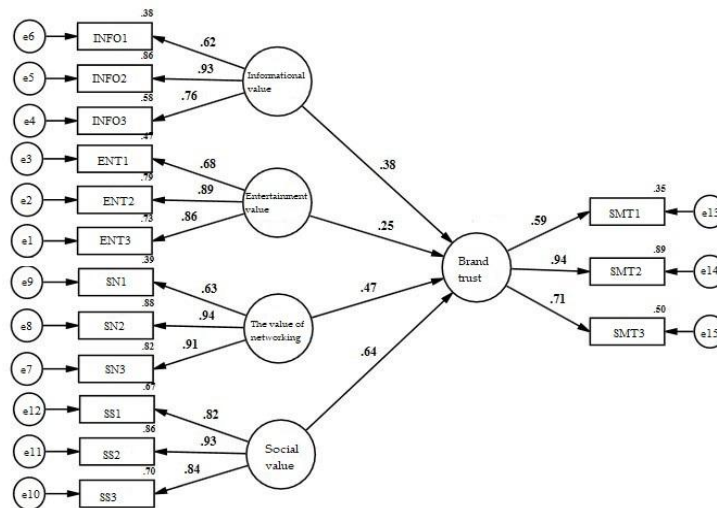 .38
e6
INFO1
.62
.86
e5
INFO2
.93
Informational
value
.58
e4
INFO3
.76
.47
e3
ENT1
.68
.38
.79
e2
ENT2
.89
Entertainment
value
.73
e1
ENT3
.86
.25
.39
e9
SN1
.63
.88
e8
SN2
.94
The value of
networking
.47
.82
e7
SN3
.91
.67
e12
SS1
.82
.64
.86
e11
SS2
.93
Social
value
.70
e10
SS3
.84
Brand
trust
.59
.35
SMT1
e13
.94
.89
SMT2
e14
.71
.50
SMT3
e15